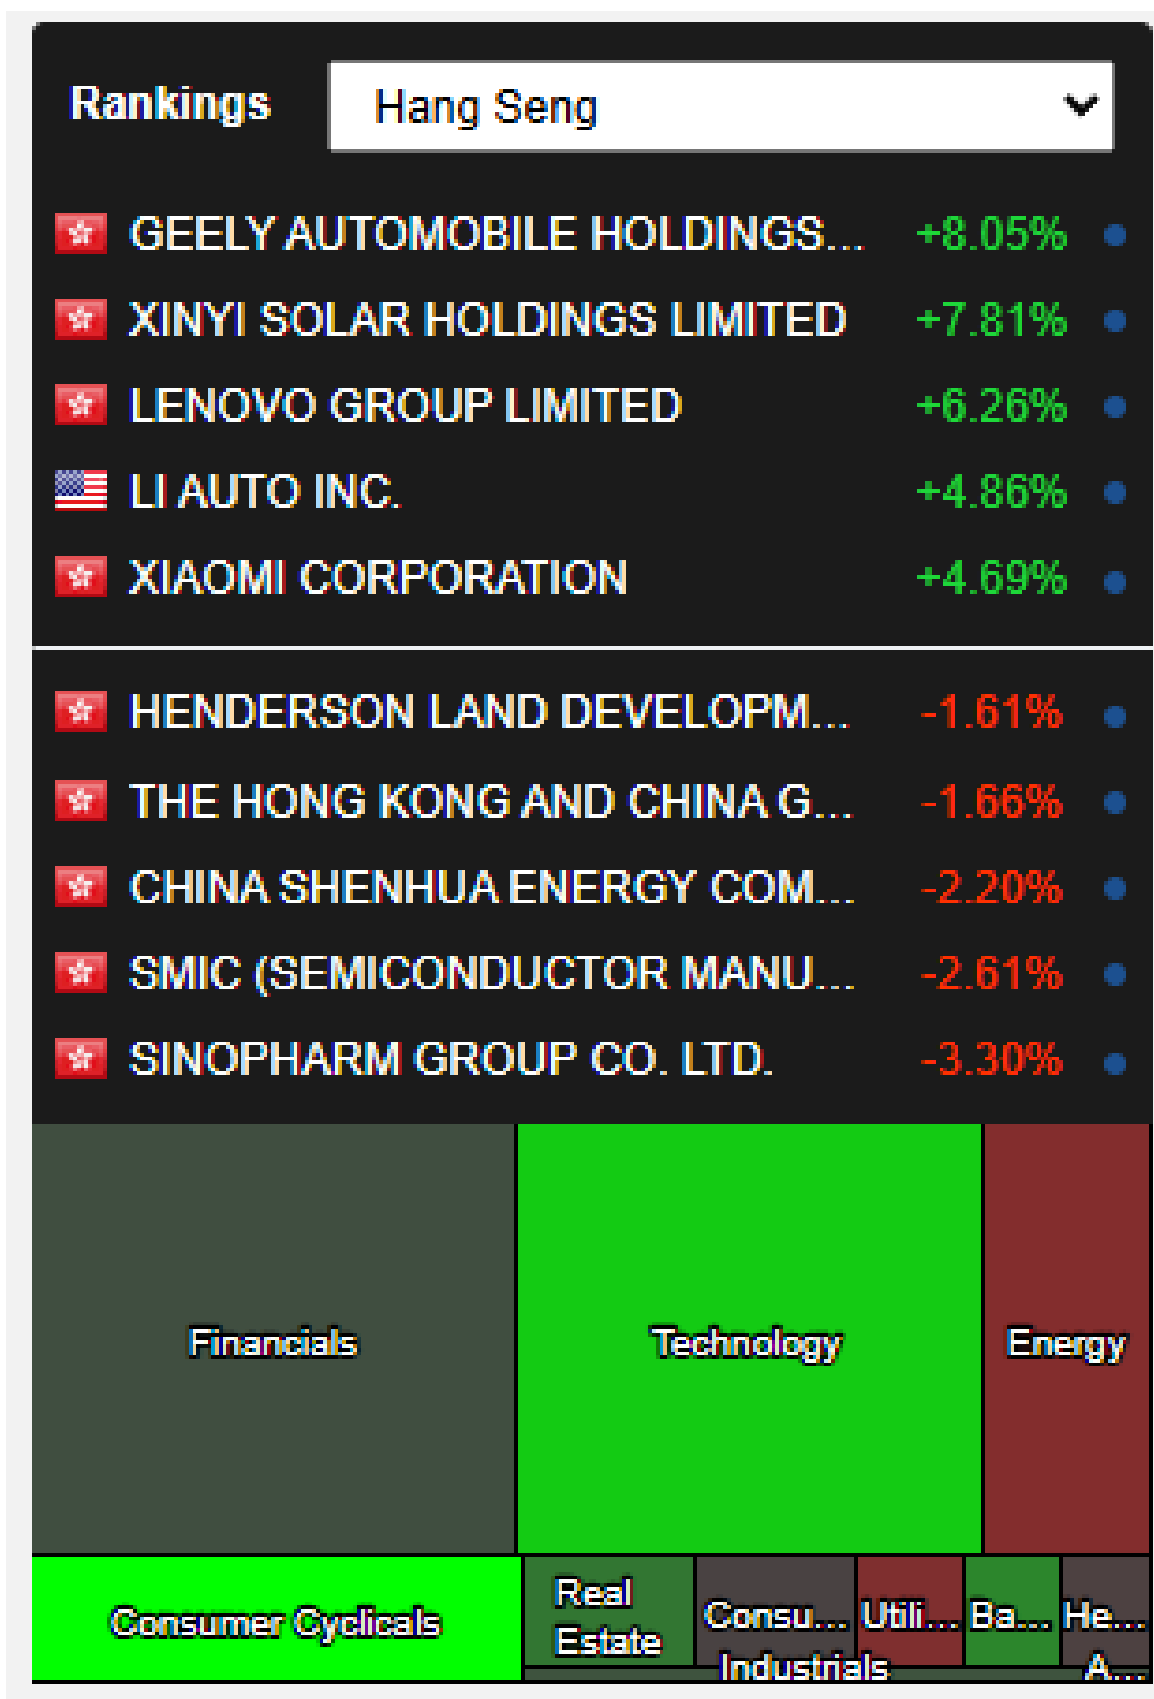 Rankings
Hang Seng
GEELY AUTOMOBILE HOLDINGS... +8.05%
XINYI SOLAR HOLDINGS LIMITED +7.81%
LENOVO GROUP LIMITED +6.26%
LI AUTO INC. +4.86%
XIAOMI CORPORATION +4.69%
HENDERSON LAND DEVELOPM... -1.61%
THE HONG KONG AND CHINA G... -1.66%
CHINA SHENHUA ENERGY COM... -2.20%
SMIC (SEMICONDUCTOR MANU... -2.61%
SINOPHARM GROUP CO. LTD. -3.30%
Financials
Technology
Energy
Consumer Cyclicals
Real
Estate
Consu...
Utili...
Ba...
He...
Industrials
A...